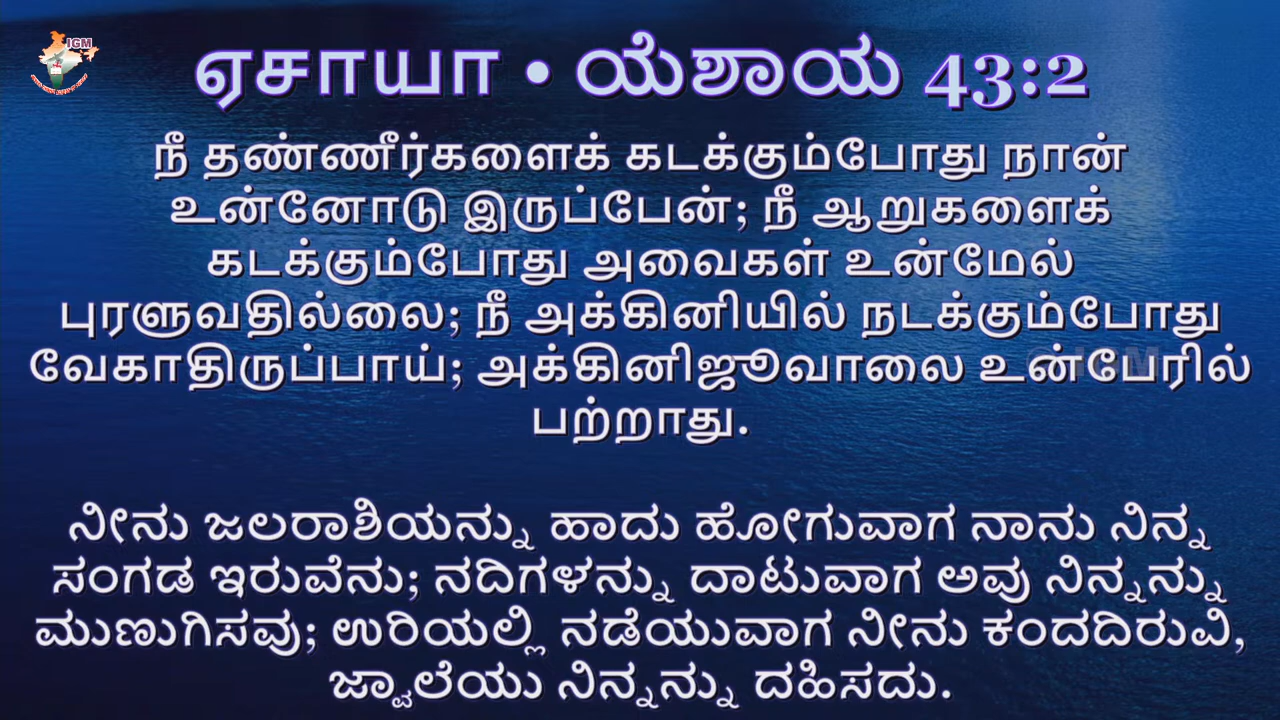 IGM
ஏசாயா • ಯೆಶಾಯ 43:2
நீ தண்ணீர்களைக் கடக்கும்போது நான்
உன்னோடு இருப்பேன்; நீ ஆறுகளைக்
கடக்கும்போது அவைகள் உன்மேல்
புரளுவதில்லை; நீ அக்கினியில் நடக்கும்போது
வேகாதிருப்பாய்; அக்கினிஜூவாலை உன்பேரில்
பற்றாது.
ನೀನು ಜಲರಾಶಿಯನ್ನು ಹಾದು ಹೋಗುವಾಗ ನಾನು ನಿನ್ನ
ಸಂಗಡ ಇರುವೆನು; ನದಿಗಳನ್ನು ದಾಟುವಾಗ ಅವು ನಿನ್ನನ್ನು
ಮುಣುಗಿಸವು; ಉರಿಯಲ್ಲಿ ನಡೆಯುವಾಗ ನೀನು ಕಂದದಿರುವಿ,
ಜ್ವಾಲೆಯು ನಿನ್ನನ್ನು ದಹಿಸದು.